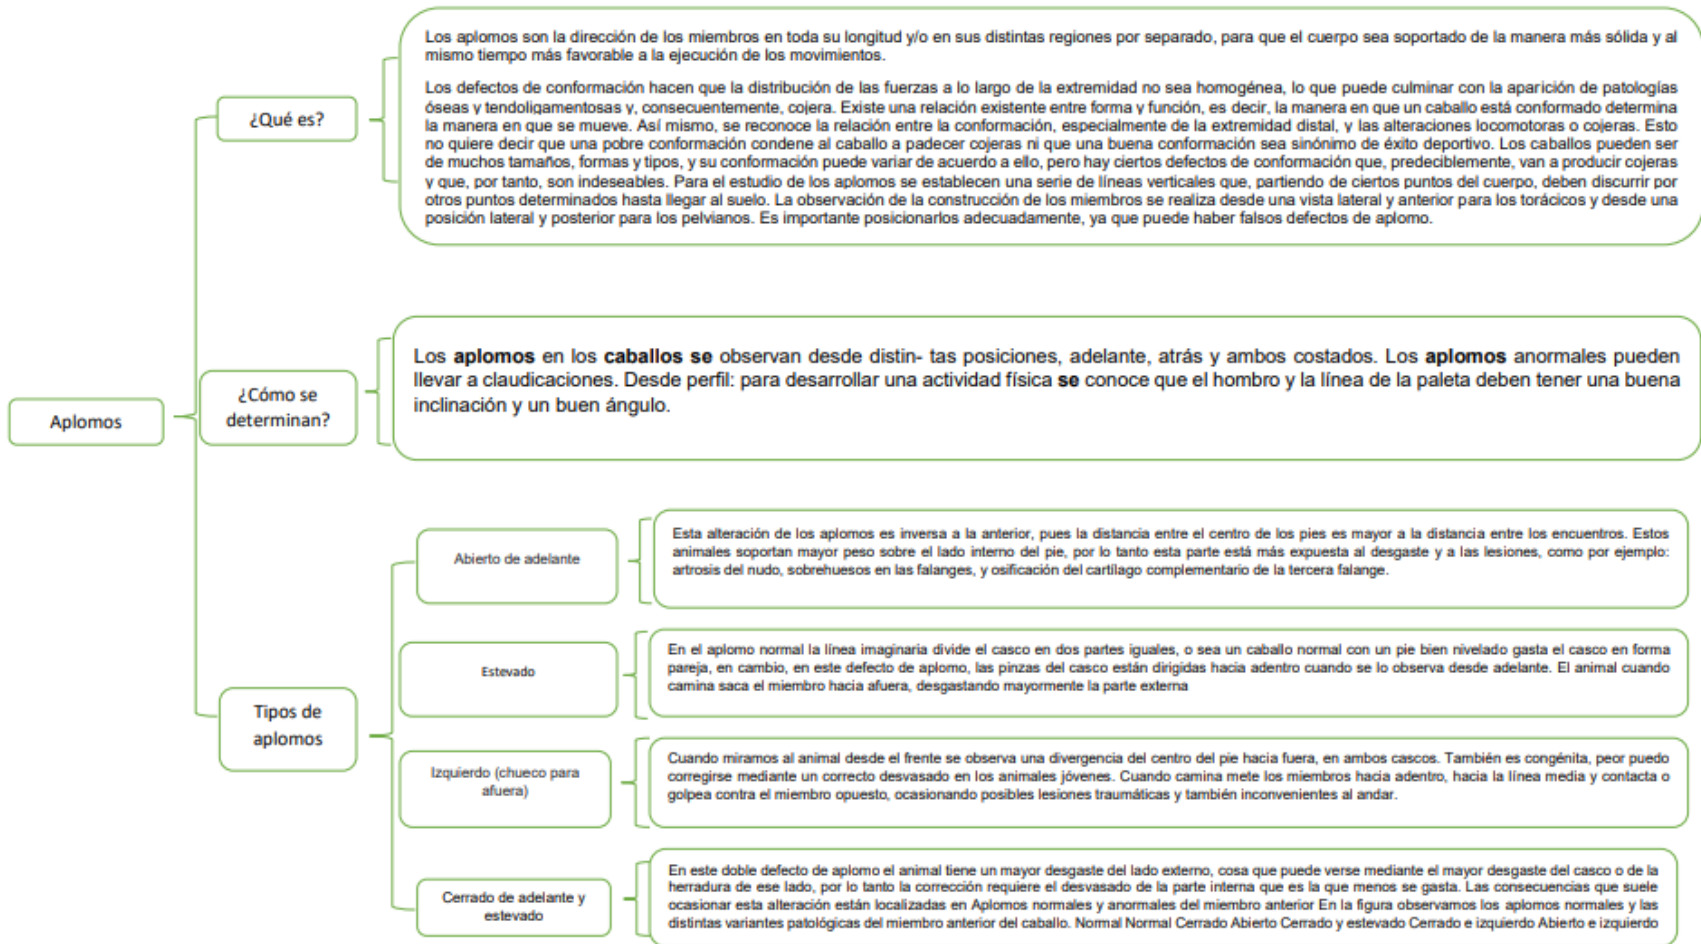 Los aplomos son la dirección de los miembros en toda su longitud y/o en sus distintas regiones por separado, para que el cuerpo sea soportado de la manera más sólida y al
mismo tiempo más favorable a la ejecución de los movimientos.
Los defectos de conformación hacen que la distribución de las fuerzas a lo largo de la extremidad no sea homogénea, lo que puede culminar con la aparición de patologías
óseas y tendoligamentosas y, consecuentemente, cojera. Existe una relación existente entre forma y función, es decir, la manera en que un caballo está conformado determina
la manera en que se mueve. Así mismo, se reconoce la relación entre la conformación, especialmente de la extremidad distal, y las alteraciones locomotoras o cojeras. Esto
no quiere decir que una pobre conformación condene al caballo a padecer cojeras ni que una buena conformación sea sinónimo de éxito deportivo. Los caballos pueden ser
de muchos tamaños, formas y tipos, y su conformación puede variar de acuerdo a ello, pero hay ciertos defectos de conformación que, predeciblemente, van a producir cojeras
y que, por tanto, son indeseables. Para el estudio de los aplomos se establecen una serie de líneas verticales que, partiendo de ciertos puntos del cuerpo, deben discurrir por
otros puntos determinados hasta llegar al suelo. La observación de la construcción de los miembros se realiza desde una vista lateral y anterior para los torácicos y desde una
posición lateral y posterior para los pelvianos. Es importante posicionarlos adecuadamente, ya que puede haber falsos defectos de aplomo.
¿Qué es?
Los aplomos en los caballos se observan desde distin- tas posiciones, adelante, atrás y ambos costados. Los aplomos anormales pueden
llevar a claudicaciones. Desde perfil: para desarrollar una actividad física se conoce que el hombro y la línea de la paleta deben tener una buena
inclinación y un buen ángulo.
¿Cómo se
determinan?
Aplomos
Tipos de
aplomos
Abierto de adelante
Esta alteración de los aplomos es inversa a la anterior, pues la distancia entre el centro de los pies es mayor a la distancia entre los encuentros. Estos
animales soportan mayor peso sobre el lado interno del pie, por lo tanto esta parte está más expuesta al desgaste y a las lesiones, como por ejemplo:
artrosis del nudo, sobrehuesos en las falanges, y osificación del cartílago complementario de la tercera falange.
Estevado
En el aplomo normal la línea imaginaria divide el casco en dos partes iguales, o sea un caballo normal con un pie bien nivelado gasta el casco en forma
pareja, en cambio, en este defecto de aplomo, las pinzas del casco están dirigidas hacia adentro cuando se lo observa desde adelante. El animal cuando
camina saca el miembro hacia afuera, desgastando mayormente la parte externa
Izquierdo (chueco para
afuera)
Cuando miramos al animal desde el frente se observa una divergencia del centro del pie hacia fuera, en ambos cascos. También es congénita, peor puedo
corregirse mediante un correcto desvasado en los animales jóvenes. Cuando camina mete los miembros hacia adentro, hacia la línea media y contacta o
golpea contra el miembro opuesto, ocasionando posibles lesiones traumáticas y también inconvenientes al andar.
Cerrado de adelante y
estevado
En este doble defecto de aplomo el animal tiene un mayor desgaste del lado externo, cosa que puede verse mediante el mayor desgaste del casco o de la
herradura de ese lado, por lo tanto la corrección requiere el desvasado de la parte interna que es la que menos se gasta. Las consecuencias que suele
ocasionar esta alteración están localizadas en Aplomos normales y anormales del miembro anterior En la figura observamos los aplomos normales y las
distintas variantes patológicas del miembro anterior del caballo. Normal Normal Cerrado Abierto Cerrado y estevado Cerrado e izquierdo Abierto e izquierdo